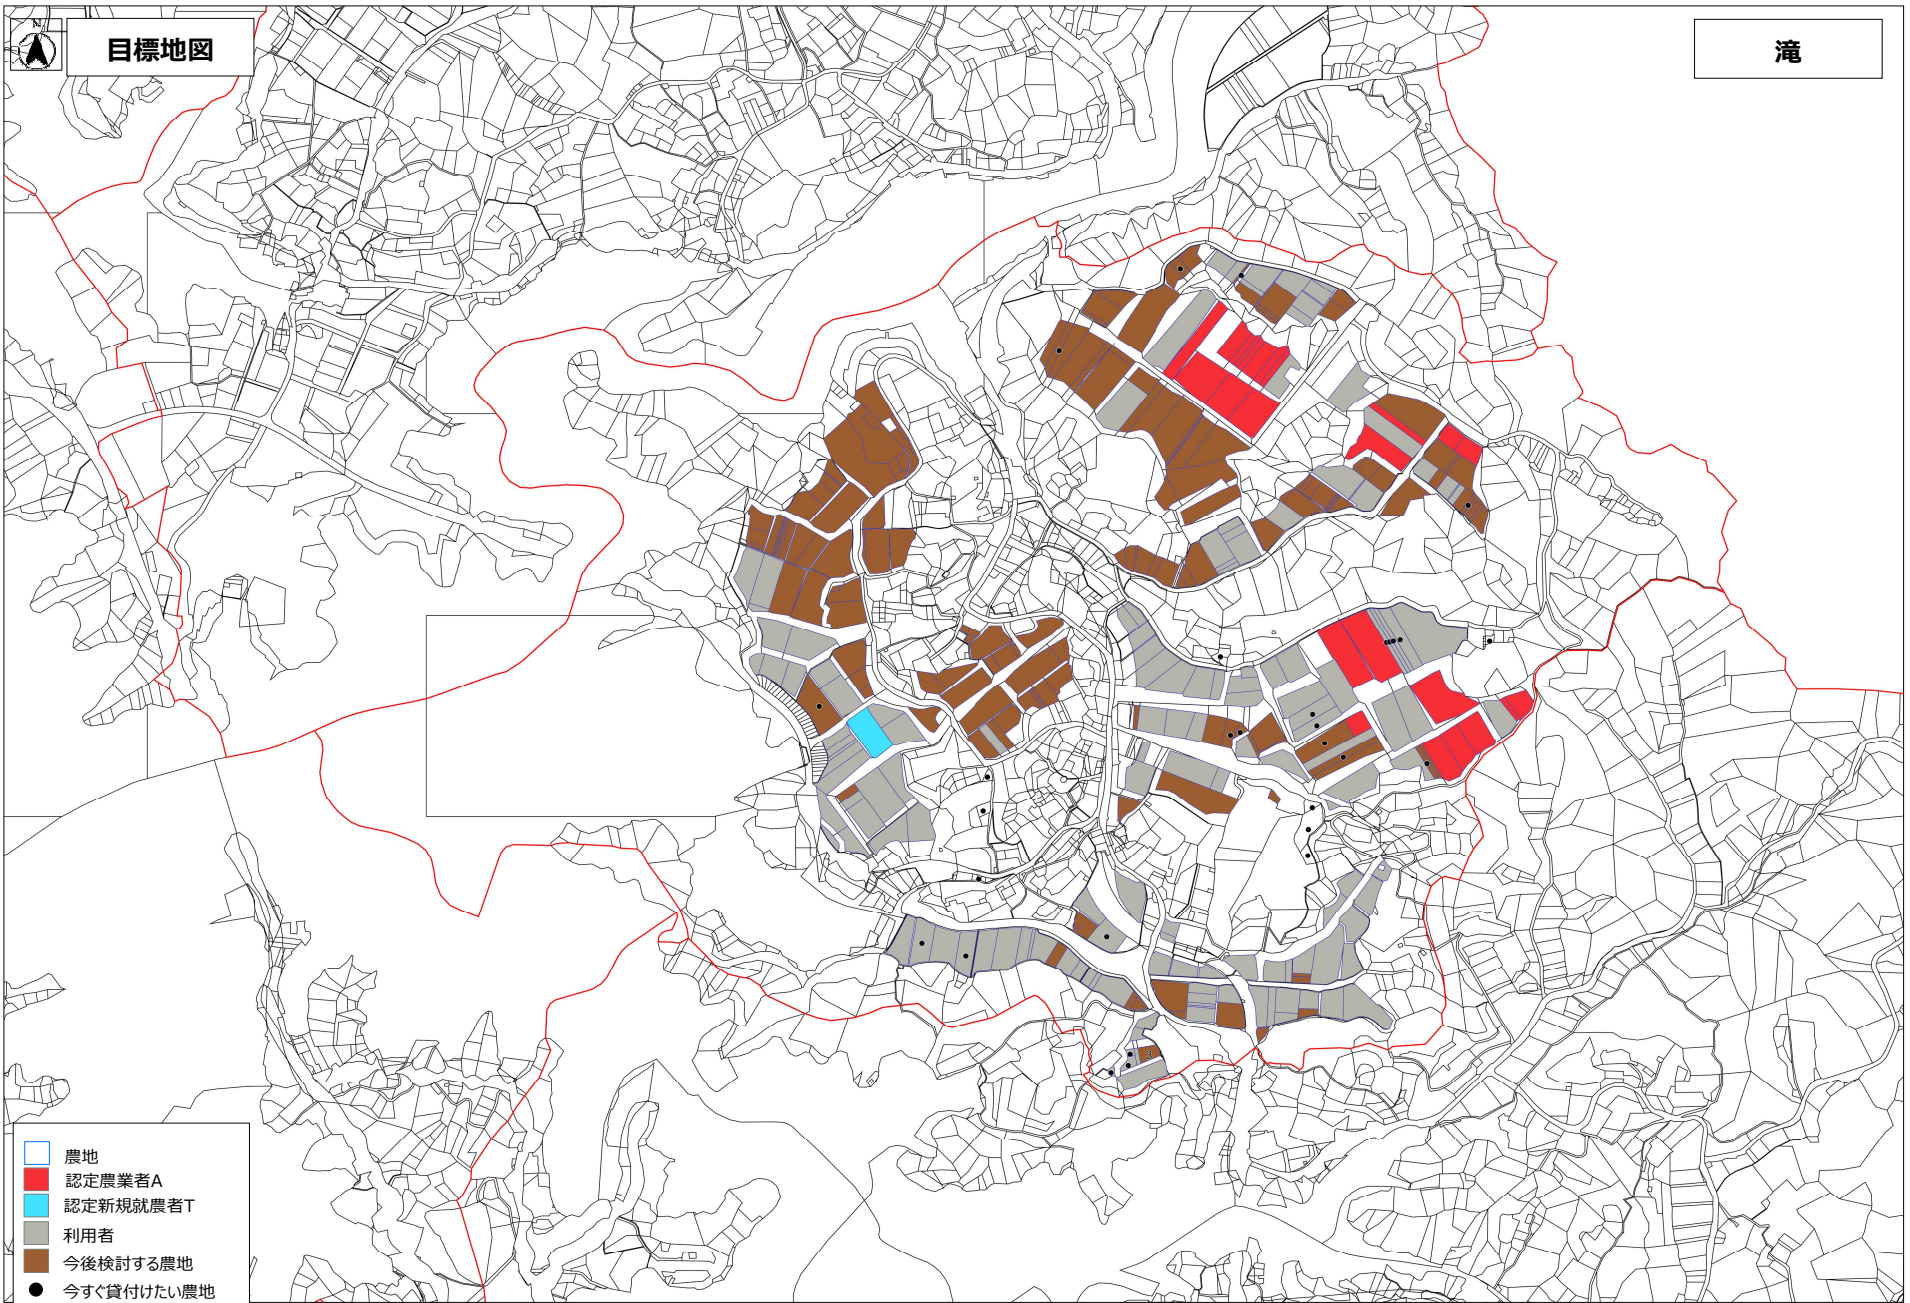 N
目標地図
滝
農地
認定農業者A
認定新規就農者T
利用者
今後検討する農地
今すぐ貸付けたい農地